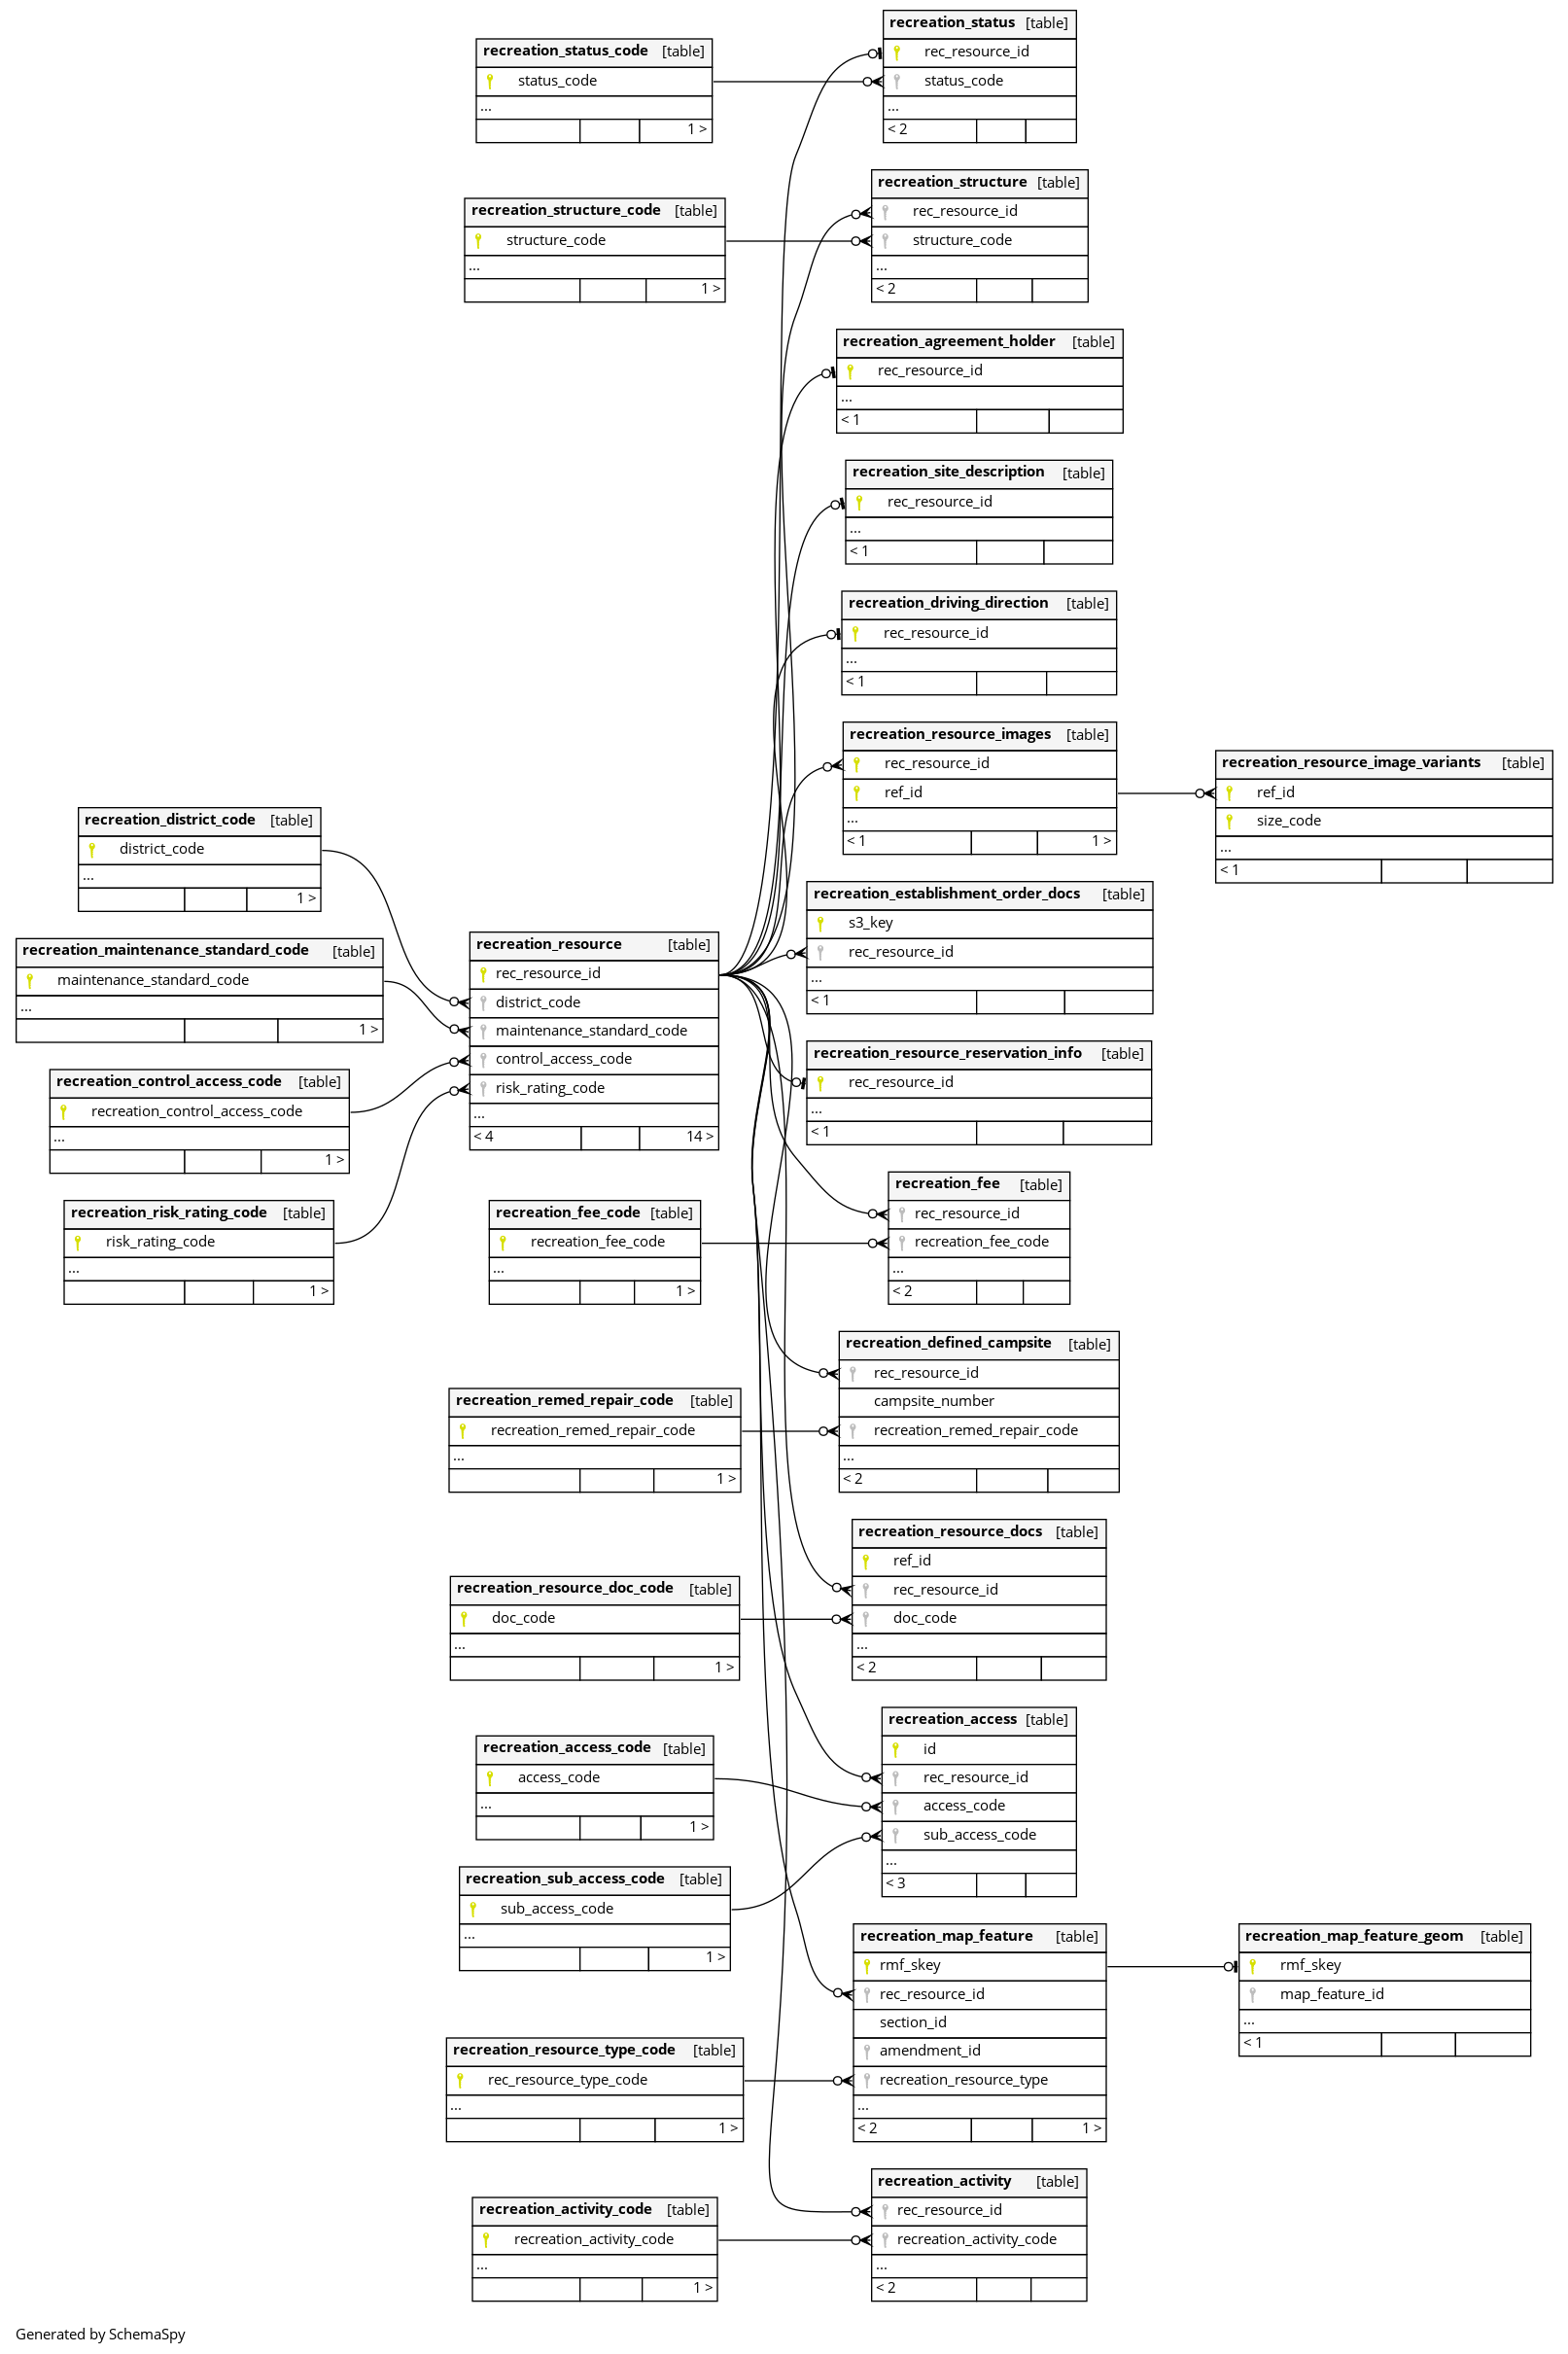 recreation_status [table]
rec_resource_id
status_code
...
< 2
recreation_status_code [table]
status_code
...
1 >
recreation_structure [table]
rec_resource_id
structure_code
...
< 2
recreation_structure_code [table]
structure_code
...
1 >
recreation_agreement_holder [table]
rec_resource_id
...
< 1
recreation_site_description [table]
rec_resource_id
...
< 1
recreation_driving_direction [table]
rec_resource_id
...
< 1
recreation_resource_images [table]
rec_resource_id
ref_id
...
< 1 1 >
recreation_resource_image_variants [table]
ref_id
size_code
...
< 1
recreation_district_code [table]
district_code
...
1 >
recreation_establishment_order_docs [table]
s3_key
rec_resource_id
...
< 1
recreation_maintenance_standard_code [table]
maintenance_standard_code
...
1 >
recreation_resource [table]
rec_resource_id
district_code
maintenance_standard_code
control_access_code
risk_rating_code
...
< 4 14 >
recreation_resource_reservation_info [table]
rec_resource_id
...
< 1
recreation_control_access_code [table]
recreation_control_access_code
...
1 >
recreation_risk_rating_code [table]
risk_rating_code
...
1 >
recreation_fee_code [table]
recreation_fee_code
...
1 >
recreation_fee [table]
rec_resource_id
recreation_fee_code
...
< 2
recreation_defined_campsite [table]
rec_resource_id
campsite_number
recreation_remed_repair_code
...
< 2
recreation_remed_repair_code [table]
recreation_remed_repair_code
...
1 >
recreation_resource_docs [table]
ref_id
rec_resource_id
doc_code
...
< 2
recreation_resource_doc_code [table]
doc_code
...
1 >
recreation_access [table]
id
rec_resource_id
access_code
sub_access_code
...
< 3
recreation_access_code [table]
access_code
...
1 >
recreation_sub_access_code [table]
sub_access_code
...
1 >
recreation_map_feature [table]
rmf_skey
rec_resource_id
section_id
amendment_id
recreation_resource_type
...
< 2 1 >
recreation_map_feature_geom [table]
rmf_skey
map_feature_id
...
< 1
recreation_resource_type_code [table]
rec_resource_type_code
...
1 >
recreation_activity [table]
rec_resource_id
recreation_activity_code
...
< 2
recreation_activity_code [table]
recreation_activity_code
...
1 >
Generated by SchemaSpy